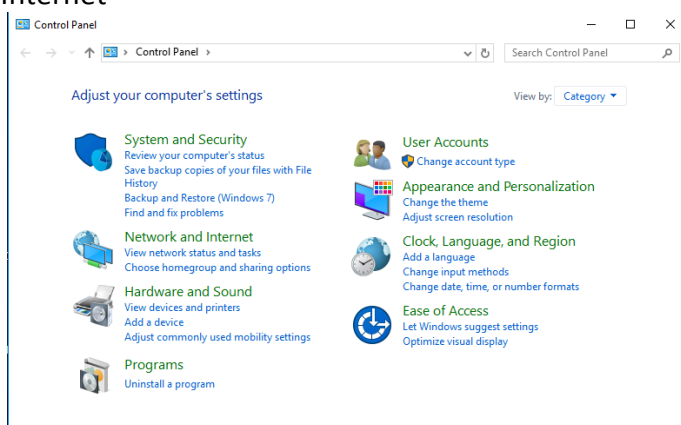 Internet
Control Panel
Control Panel
Search Control Panel
Adjust your computer's settings
View by: Category
System and Security
Review your computer's status
Save backup copies of your files with File
History
Backup and Restore (Windows 7)
Find and fix problems
Network and Internet
View network status and tasks
Choose homegroup and sharing options
Hardware and Sound
View devices and printers
Add a device
Adjust commonly used mobility settings
Programs
Uninstall a program
User Accounts
Change account type
Appearance and Personalization
Change the theme
Adjust screen resolution
Clock, Language, and Region
Add a language
Change input methods
Change date, time, or number formats
Ease of Access
Let Windows suggest settings
Optimize visual display